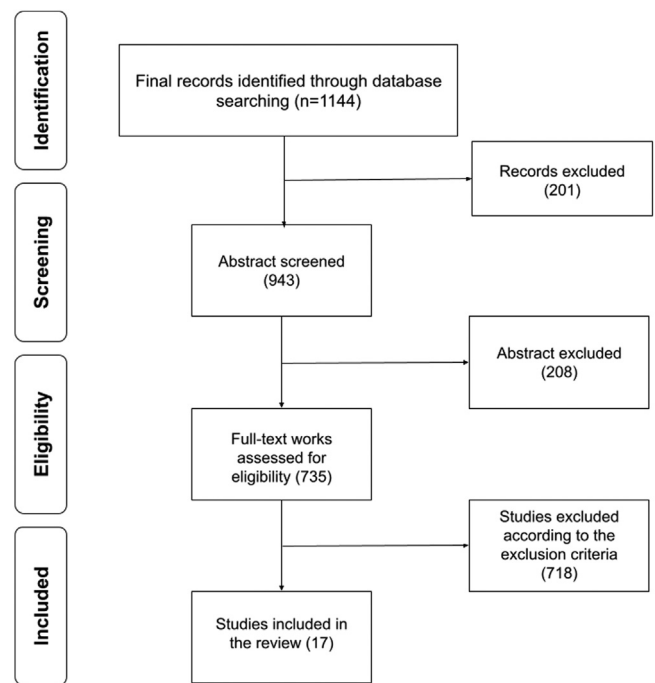 Identification
Final records identified through database
searching (n=1144)
Records excluded
(201)
Screening
Abstract screened
(943)
Abstract excluded
(208)
Eligibility
Full-text works
assessed for
eligibility (735)
Studies excluded
according to the
exclusion criteria
(718)
Included
Studies included in
the review (17)